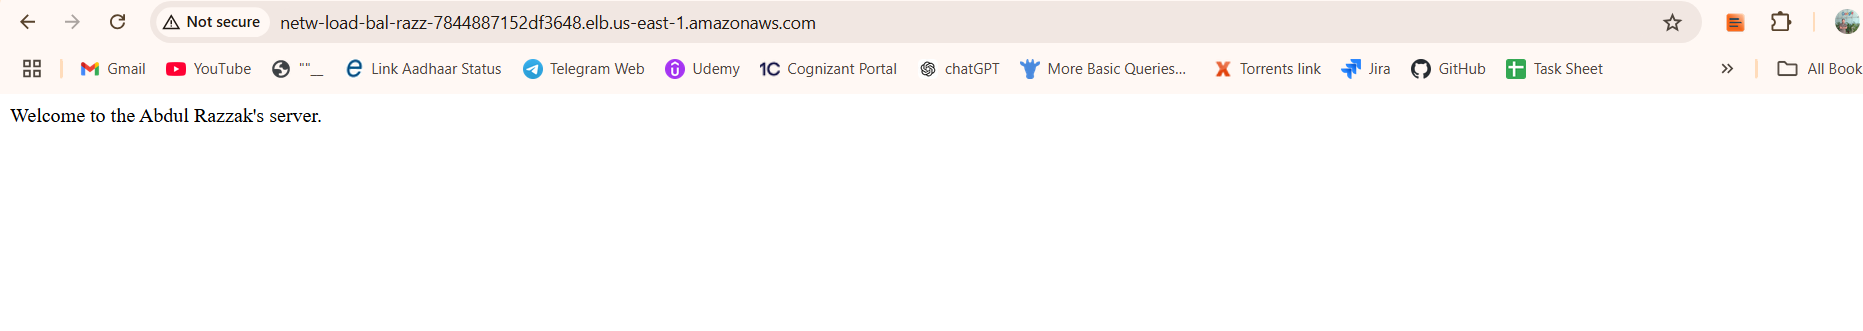 Not secure netw-load-bal-razz-7844887152df3648.elb.us-east-1.amazonaws.com
Gmail YouTube ""__ Link Aadhaar Status Telegram Web Udemy 1C Cognizant Portal chatGPT More Basic Queries... X Torrents link Jira GitHub Task Sheet » All Book
Welcome to the Abdul Razzak's server.